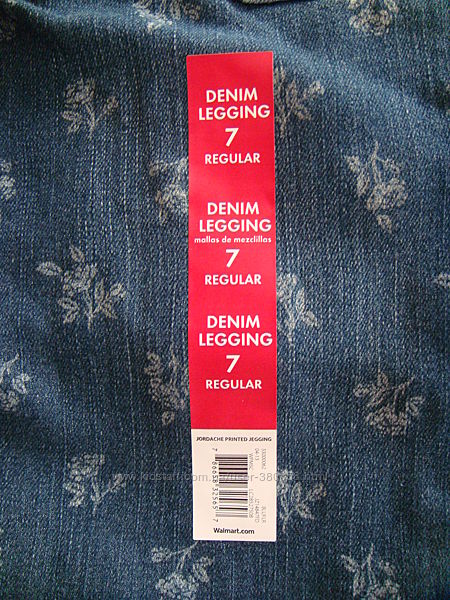 DENIM
LEGGING
7
REGULAR
DENIM
LEGGING
mallas de mezclillas
7
REGULAR
DENIM
LEGGING
7
REGULAR
JORDACHE PRINTED JEGGING
Walmart.com